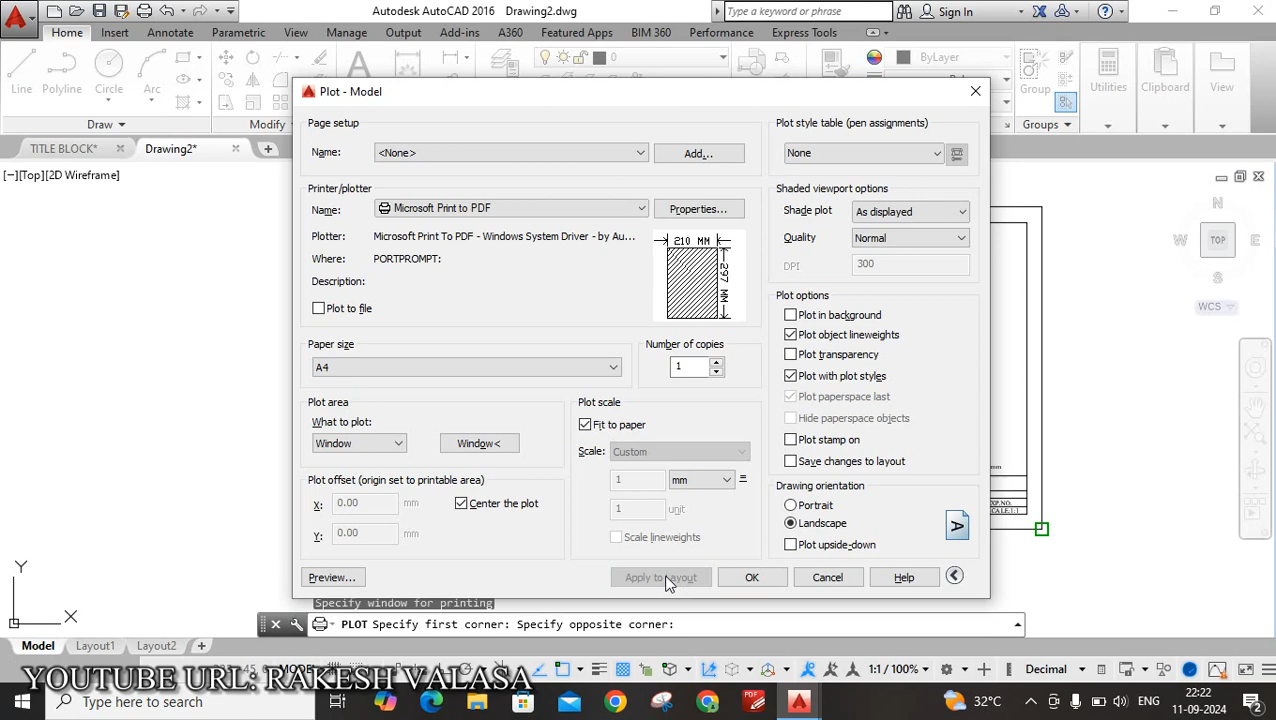 Autodesk AutoCAD 2016 Drawing2.dwg
Type a keyword or phrase
Sign In
Home Insert Annotate Parametric View Manage Output A360 Featured Apps BIM 360 Performance Express Tools
Line Polyline Circle Arc
0
ByLayer
Group Utilities Clipboard View
Draw Modify Groups
TITLE BLOCK* Drawing2*
[−][Top][2D Wireframe]
Plot - Model
Page setup
Name: <None> Add...
Plot style table (pen assignments)
None
Printer/plotter
Name: Microsoft Print to PDF Properties...
Plotter: Microsoft Print To PDF - Windows System Driver - by Au...
Where: PORTPROMPT:
Description:
Plot to file
210 MM
297 MM
Shaded viewport options
Shade plot As displayed
Quality Normal
DPI 300
Paper size
A4
Number of copies
1
Plot options
Plot in background
Plot object lineweights
Plot transparency
Plot with plot styles
Plot paperspace last
Hide paperspace objects
Plot stamp on
Save changes to layout
Plot area
What to plot:
Window Window<
Plot scale
Fit to paper
Scale: Custom
1 mm =
1 unit
Scale lineweights
Plot offset (origin set to printable area)
X: 0.00 mm Center the plot
Y: 0.00 mm
Drawing orientation
Portrait
Landscape
Plot upside-down
A
Preview... Apply to Layout OK Cancel Help
N
W TOP E
S
WCS
Y
X
Specify window for printing
PLOT Specify first corner: Specify opposite corner:
Model Layout1 Layout2
MODEL 1:1 / 100% Decimal
YOUTUBE URL: RAKESH VALASA
Type here to search
32°C ENG 22:22
11-09-2024